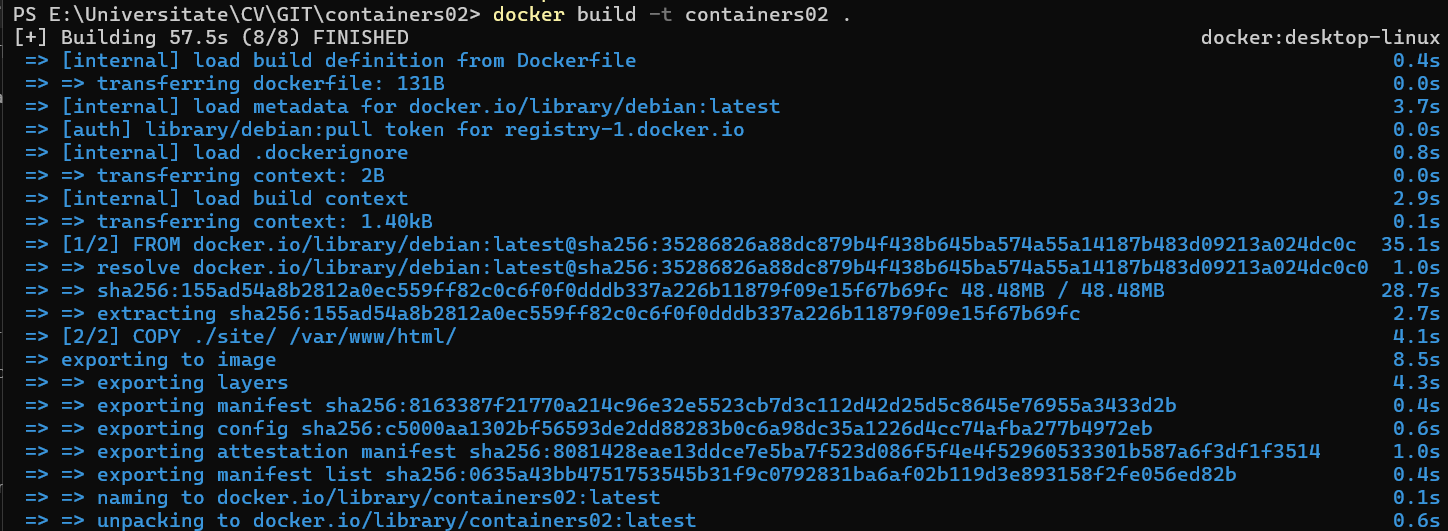 PS E:\Universitate\CV\GIT\containers02> docker build -t containers02 .
[+] Building 57.5s (8/8) FINISHED docker:desktop-linux
=> [internal] load build definition from Dockerfile 0.4s
=> => transferring dockerfile: 131B 0.0s
=> [internal] load metadata for docker.io/library/debian:latest 3.7s
=> [auth] library/debian:pull token for registry-1.docker.io 0.0s
=> [internal] load .dockerignore 0.8s
=> => transferring context: 2B 0.0s
=> [internal] load build context 2.9s
=> => transferring context: 1.40kB 0.1s
=> [1/2] FROM docker.io/library/debian:latest@sha256:35286826a88dc879b4f438b645ba574a55a14187b483d09213a024dc0c 35.1s
=> => resolve docker.io/library/debian:latest@sha256:35286826a88dc879b4f438b645ba574a55a14187b483d09213a024dc0c0 1.0s
=> => sha256:155ad54a8b2812a0ec559ff82c0c6f0f0dddb337a226b11879f09e15f67b69fc 48.48MB / 48.48MB 28.7s
=> => extracting sha256:155ad54a8b2812a0ec559ff82c0c6f0f0dddb337a226b11879f09e15f67b69fc 2.7s
=> [2/2] COPY ./site/ /var/www/html/ 4.1s
=> exporting to image 8.5s
=> => exporting layers 4.3s
=> => exporting manifest sha256:8163387f21770a214c96e32e5523cb7d3c112d42d25d5c8645e76955a3433d2b 0.4s
=> => exporting config sha256:c5000aa1302bf56593de2dd88283b0c6a98dc35a1226d4cc74afba277b4972eb 0.6s
=> => exporting attestation manifest sha256:8081428eae13ddce7e5ba7f523d086f5f4e4f52960533301b587a6f3df1f3514 1.0s
=> => exporting manifest list sha256:0635a43bb4751753545b31f9c0792831ba6af02b119d3e893158f2fe056ed82b 0.4s
=> => naming to docker.io/library/containers02:latest 0.1s
=> => unpacking to docker.io/library/containers02:latest 0.6s